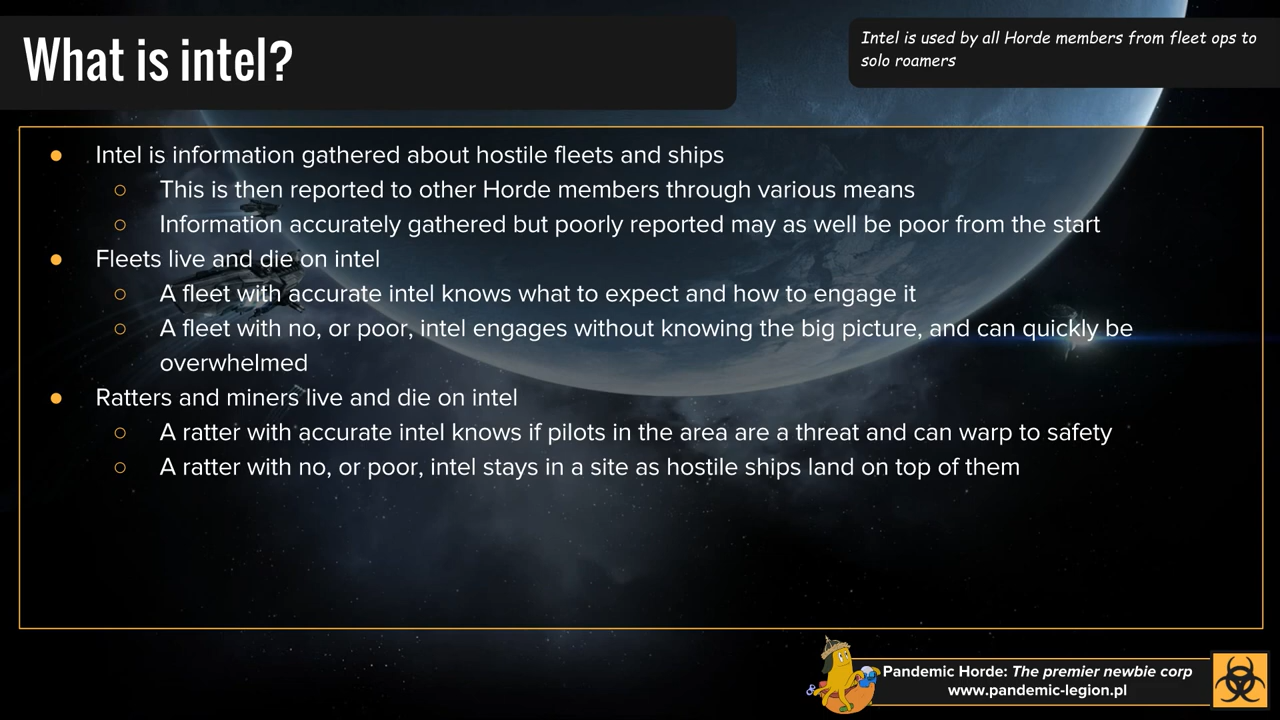 What is intel?
Intel is used by all Horde members from fleet ops to
solo roamers
● Intel is information gathered about hostile fleets and ships
○ This is then reported to other Horde members through various means
○ Information accurately gathered but poorly reported may as well be poor from the start
● Fleets live and die on intel
○ A fleet with accurate intel knows what to expect and how to engage it
○ A fleet with no, or poor, intel engages without knowing the big picture, and can quickly be
overwhelmed
● Ratters and miners live and die on intel
○ A ratter with accurate intel knows if pilots in the area are a threat and can warp to safety
○ A ratter with no, or poor, intel stays in a site as hostile ships land on top of them
Pandemic Horde: The premier newbie corp
www.pandemic-legion.pl